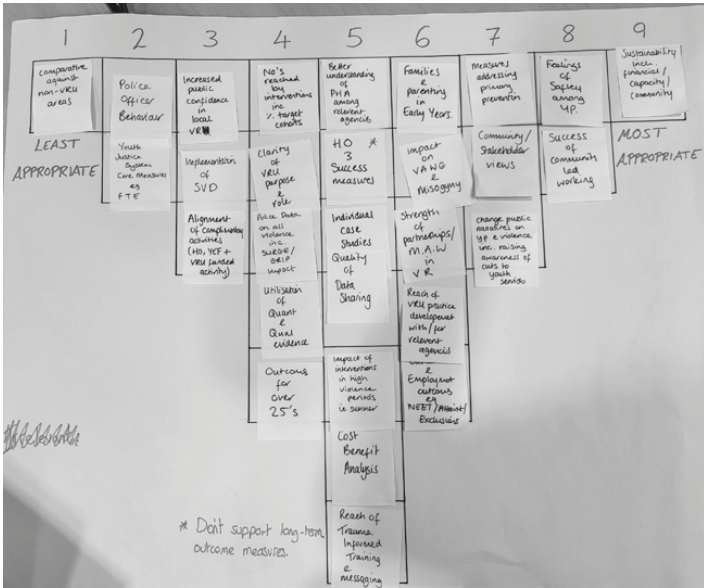 1 2 3 4 5 6 7 8 9
LEAST
APPROPRIATE
MOST
APPROPRIATE
Comparative
against
non-VRU
areas
Police
Officer
Behaviour
Youth
Justice
System
Core Measures
eg
FTE
Increased
public
confidence
in
local
VRU
Implementation
of
SVD
Alignment
of complimentary
activities
(HO, YEF +
VRU funded
activity)
No's
reached
by
interventions
inc
% target
cohorts
Clarity
of
VRU
purpose
&
role
Police Data
on all
violence
inc.
SURGE/
GRIP
impact
Utilisation
of
Quant
&
Qual
evidence
Outcome
for
over
25's
Better
understanding
of
PHA
among
relevant
agencies
HO *
3
Success
measures
Individual
Case
Studies
Quality
of
Data
Sharing
Impact of
interventions
in high
violence
periods
ie summer
Cost
Benefit
Analysis
Reach of
Trauma
Informed
Training
&
messaging
Families
&
parenting
in
Early Years.
Impact
on
VAWG
&
Misogyny
Strength
of
partnerships/
M.A.W
in
VR
Reach of
VRU practice
development
with/for
relevant
agencies
&
Employment
outcomes
eg
NEET/Attaint/
Exclusions
Measures
addressing
primary
prevention
Community/
Stakeholder
views
Change public
narratives on
yp & violence
inc. raising
awareness of
cuts to
youth
services
Feelings
of
Safety
among
YP.
Success
of
community
led
working
Sustainability/
incl.
financial/
capacity/
community
* Don't support long-term
outcome measures.